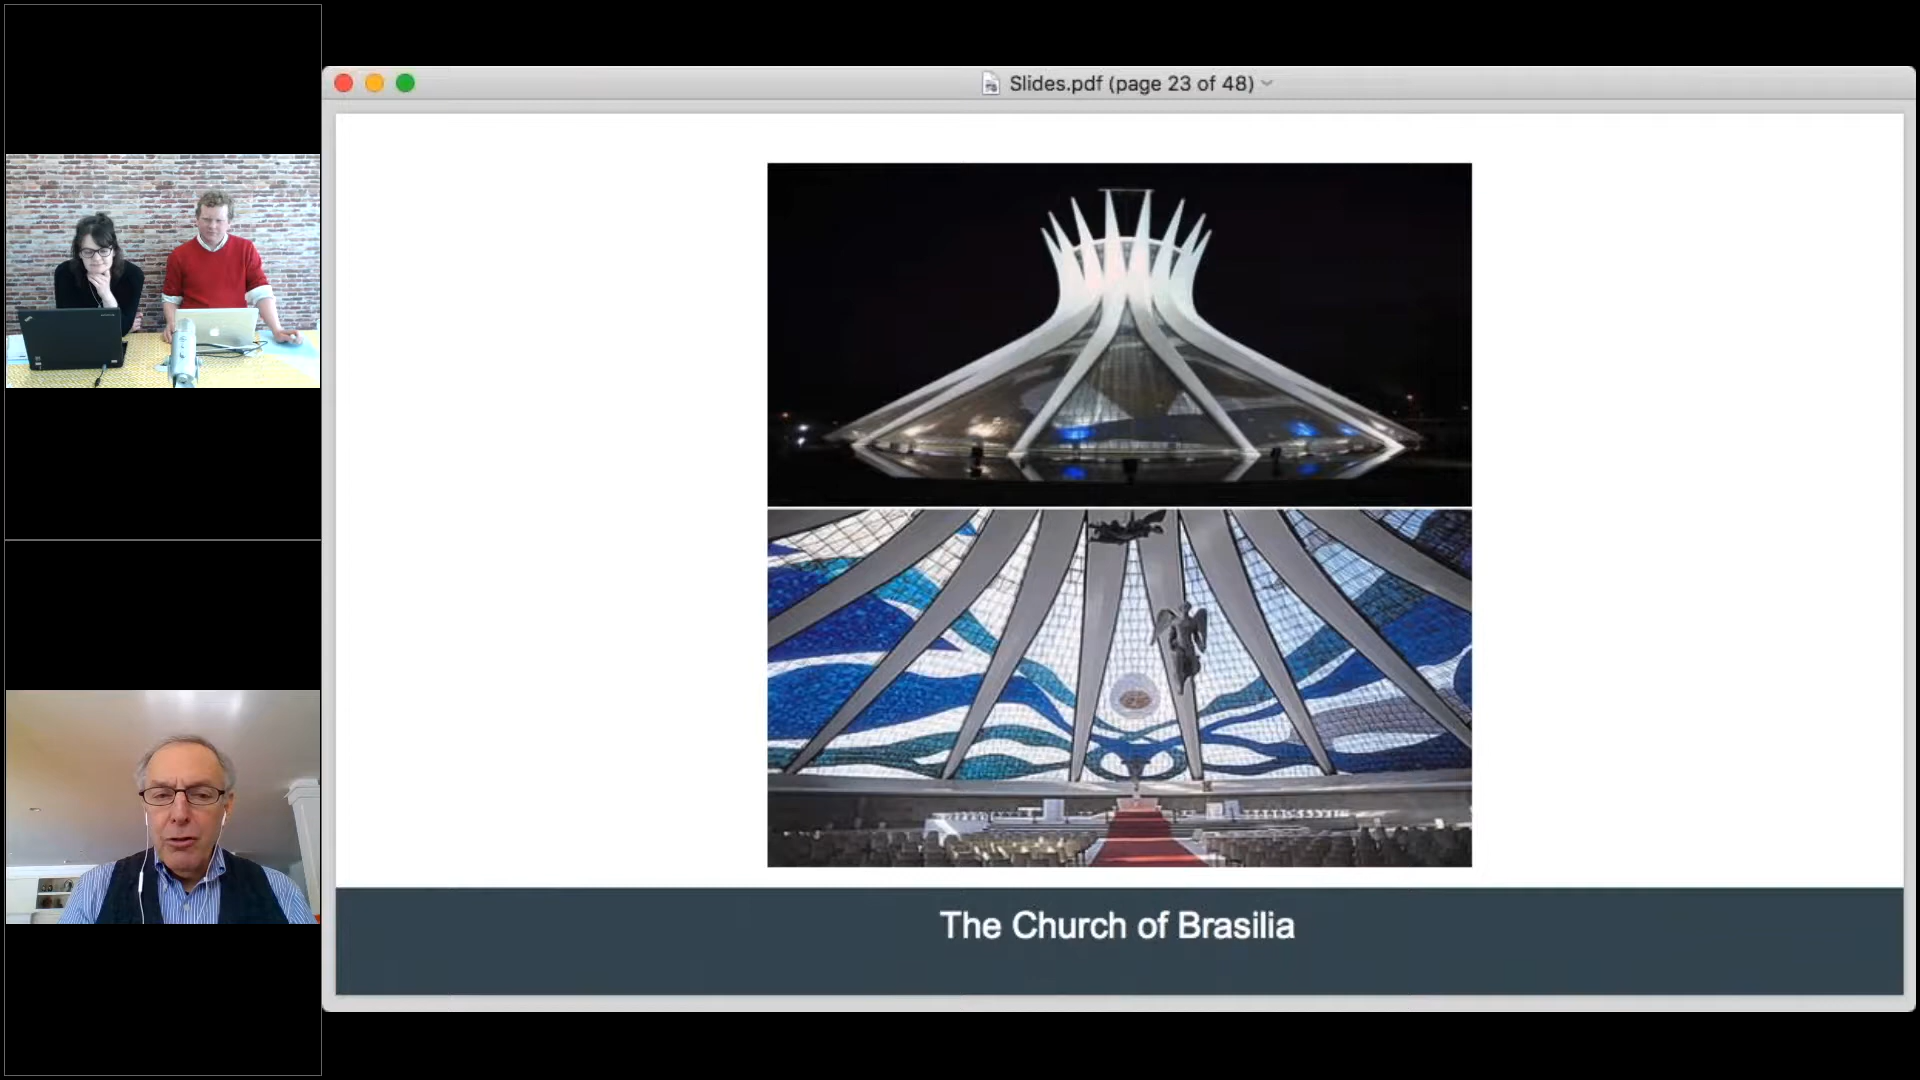 Slides.pdf (page 23 of 48)
The Church of Brasilia